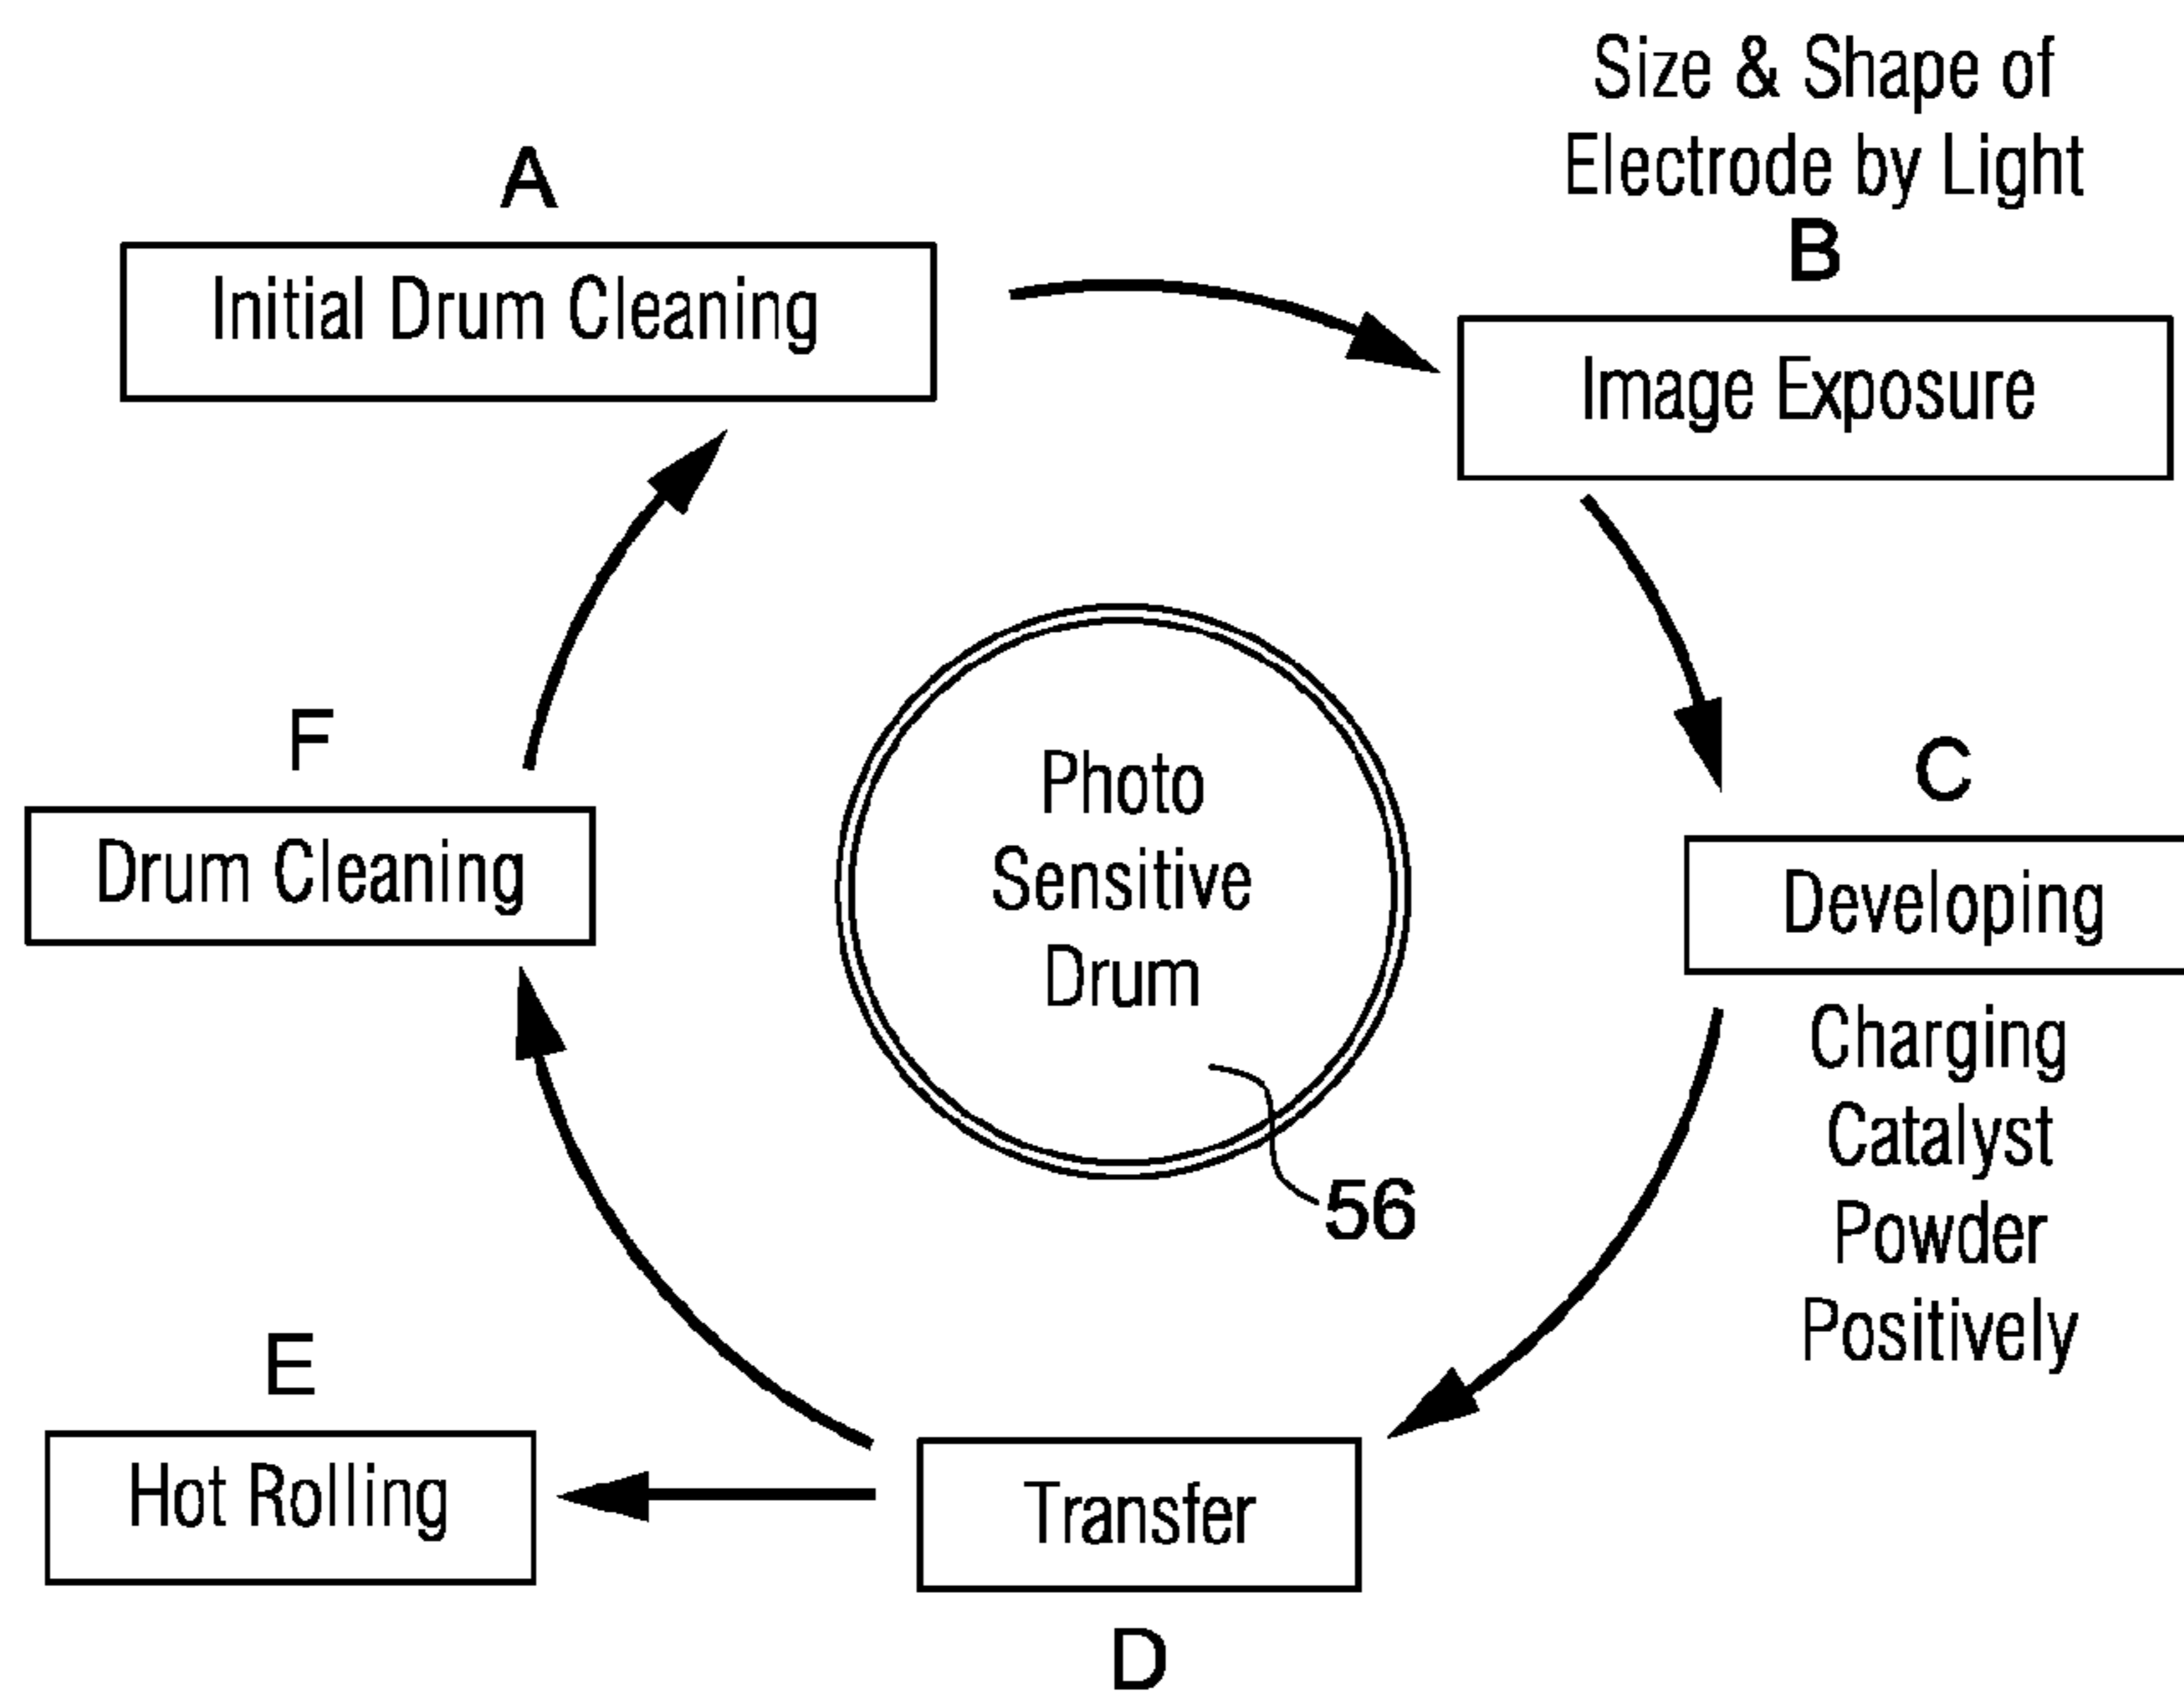 A
Initial Drum Cleaning
Size & Shape of
Electrode by Light
B
Image Exposure
C
Developing
Charging
Catalyst
Powder
Positively
Photo
Sensitive
Drum
56
D
Transfer
E
Hot Rolling
F
Drum Cleaning